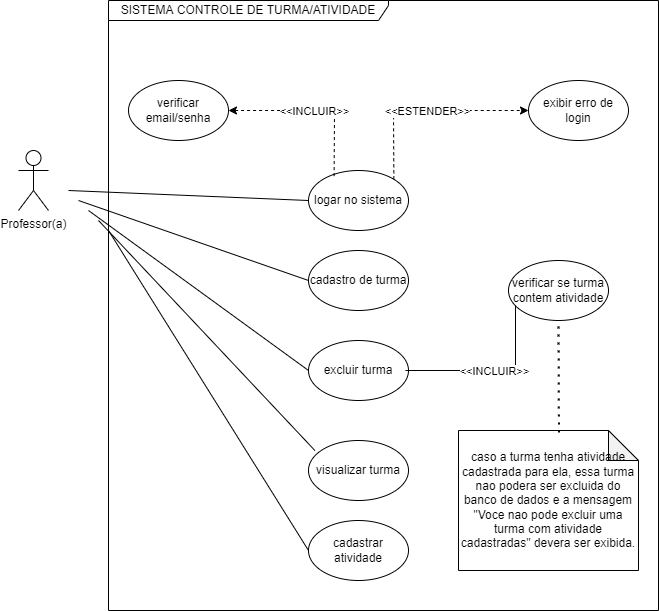 SISTEMA CONTROLE DE TURMA/ATIVIDADE
verificar
email/senha
<<INCLUIR>>
<<ESTENDER>>
exibir erro de
login
Professor(a)
logar no sistema
cadastro de turma
verificar se turma
contem atividade
excluir turma
<<INCLUIR>>
visualizar turma
caso a turma tenha atividade
cadastrada para ela, essa turma
nao podera ser excluida do
banco de dados e a mensagem
"Voce nao pode excluir uma
turma com atividade
cadastradas" devera ser exibida.
cadastrar
atividade